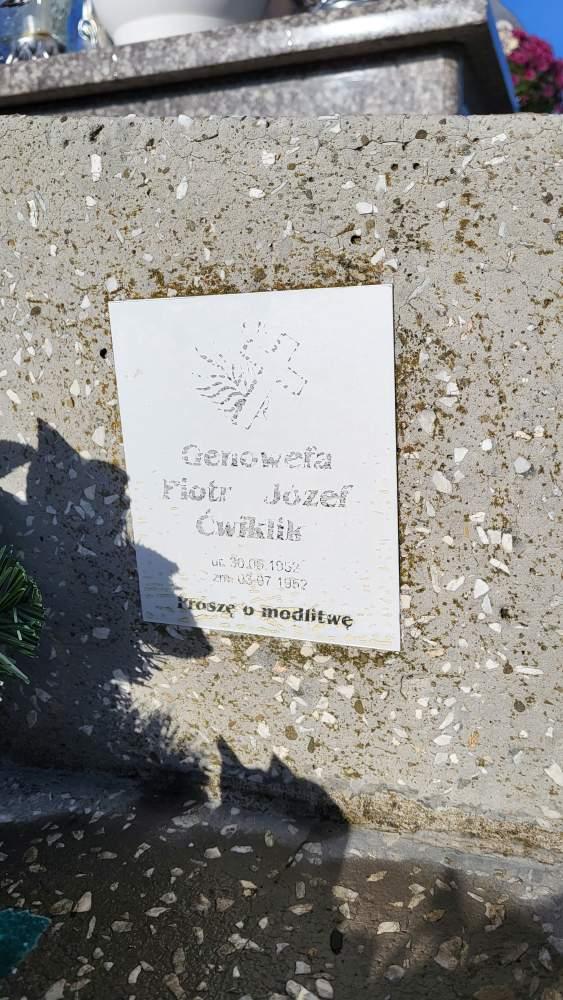 Genowefa
Piotr Józef
Ćwiklik
ur. 30.06.1952
zm. 03.07 1952
Proszę o modlitwę